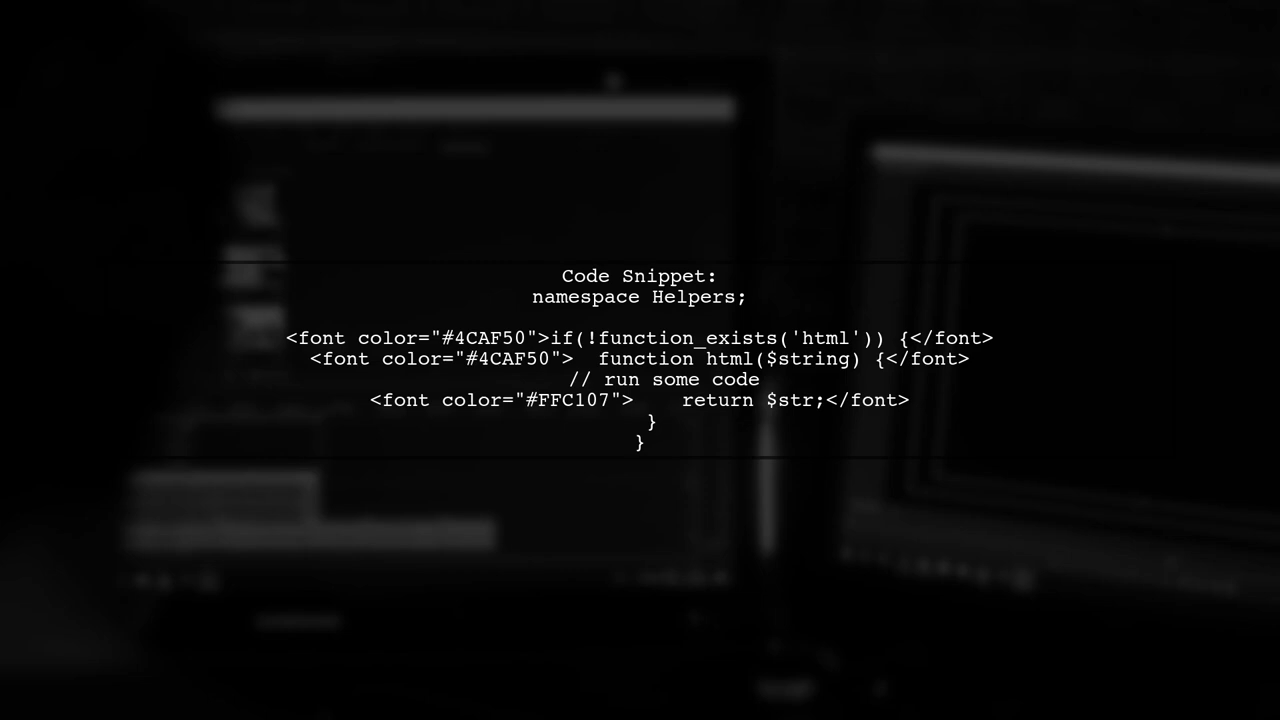 Code Snippet:
namespace Helpers;
<font color="#4CAF50">if(!function_exists('html')) {</font>
<font color="#4CAF50">  function html($string) {</font>
// run some code
<font color="#FFC107">    return $str;</font>
}
}